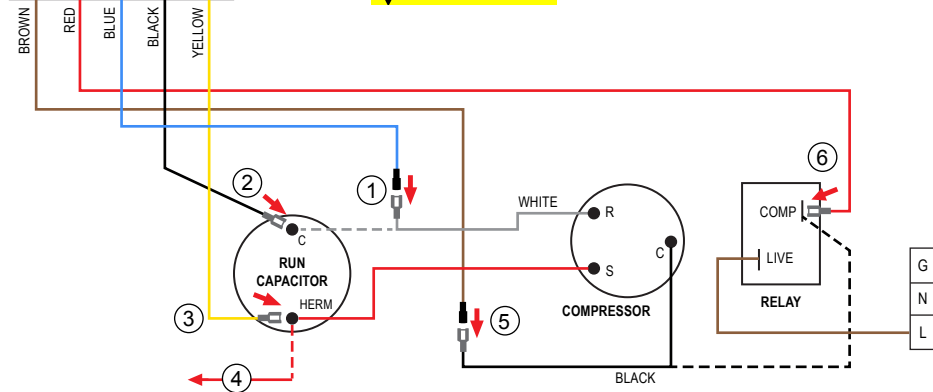 BROWN
RED
BLUE
BLACK
YELLOW
6
2
1
WHITE
R
COMP
C
C
RUN
CAPACITOR
S
LIVE
G
HERM
COMPRESSOR
RELAY
N
3
5
L
4
BLACK